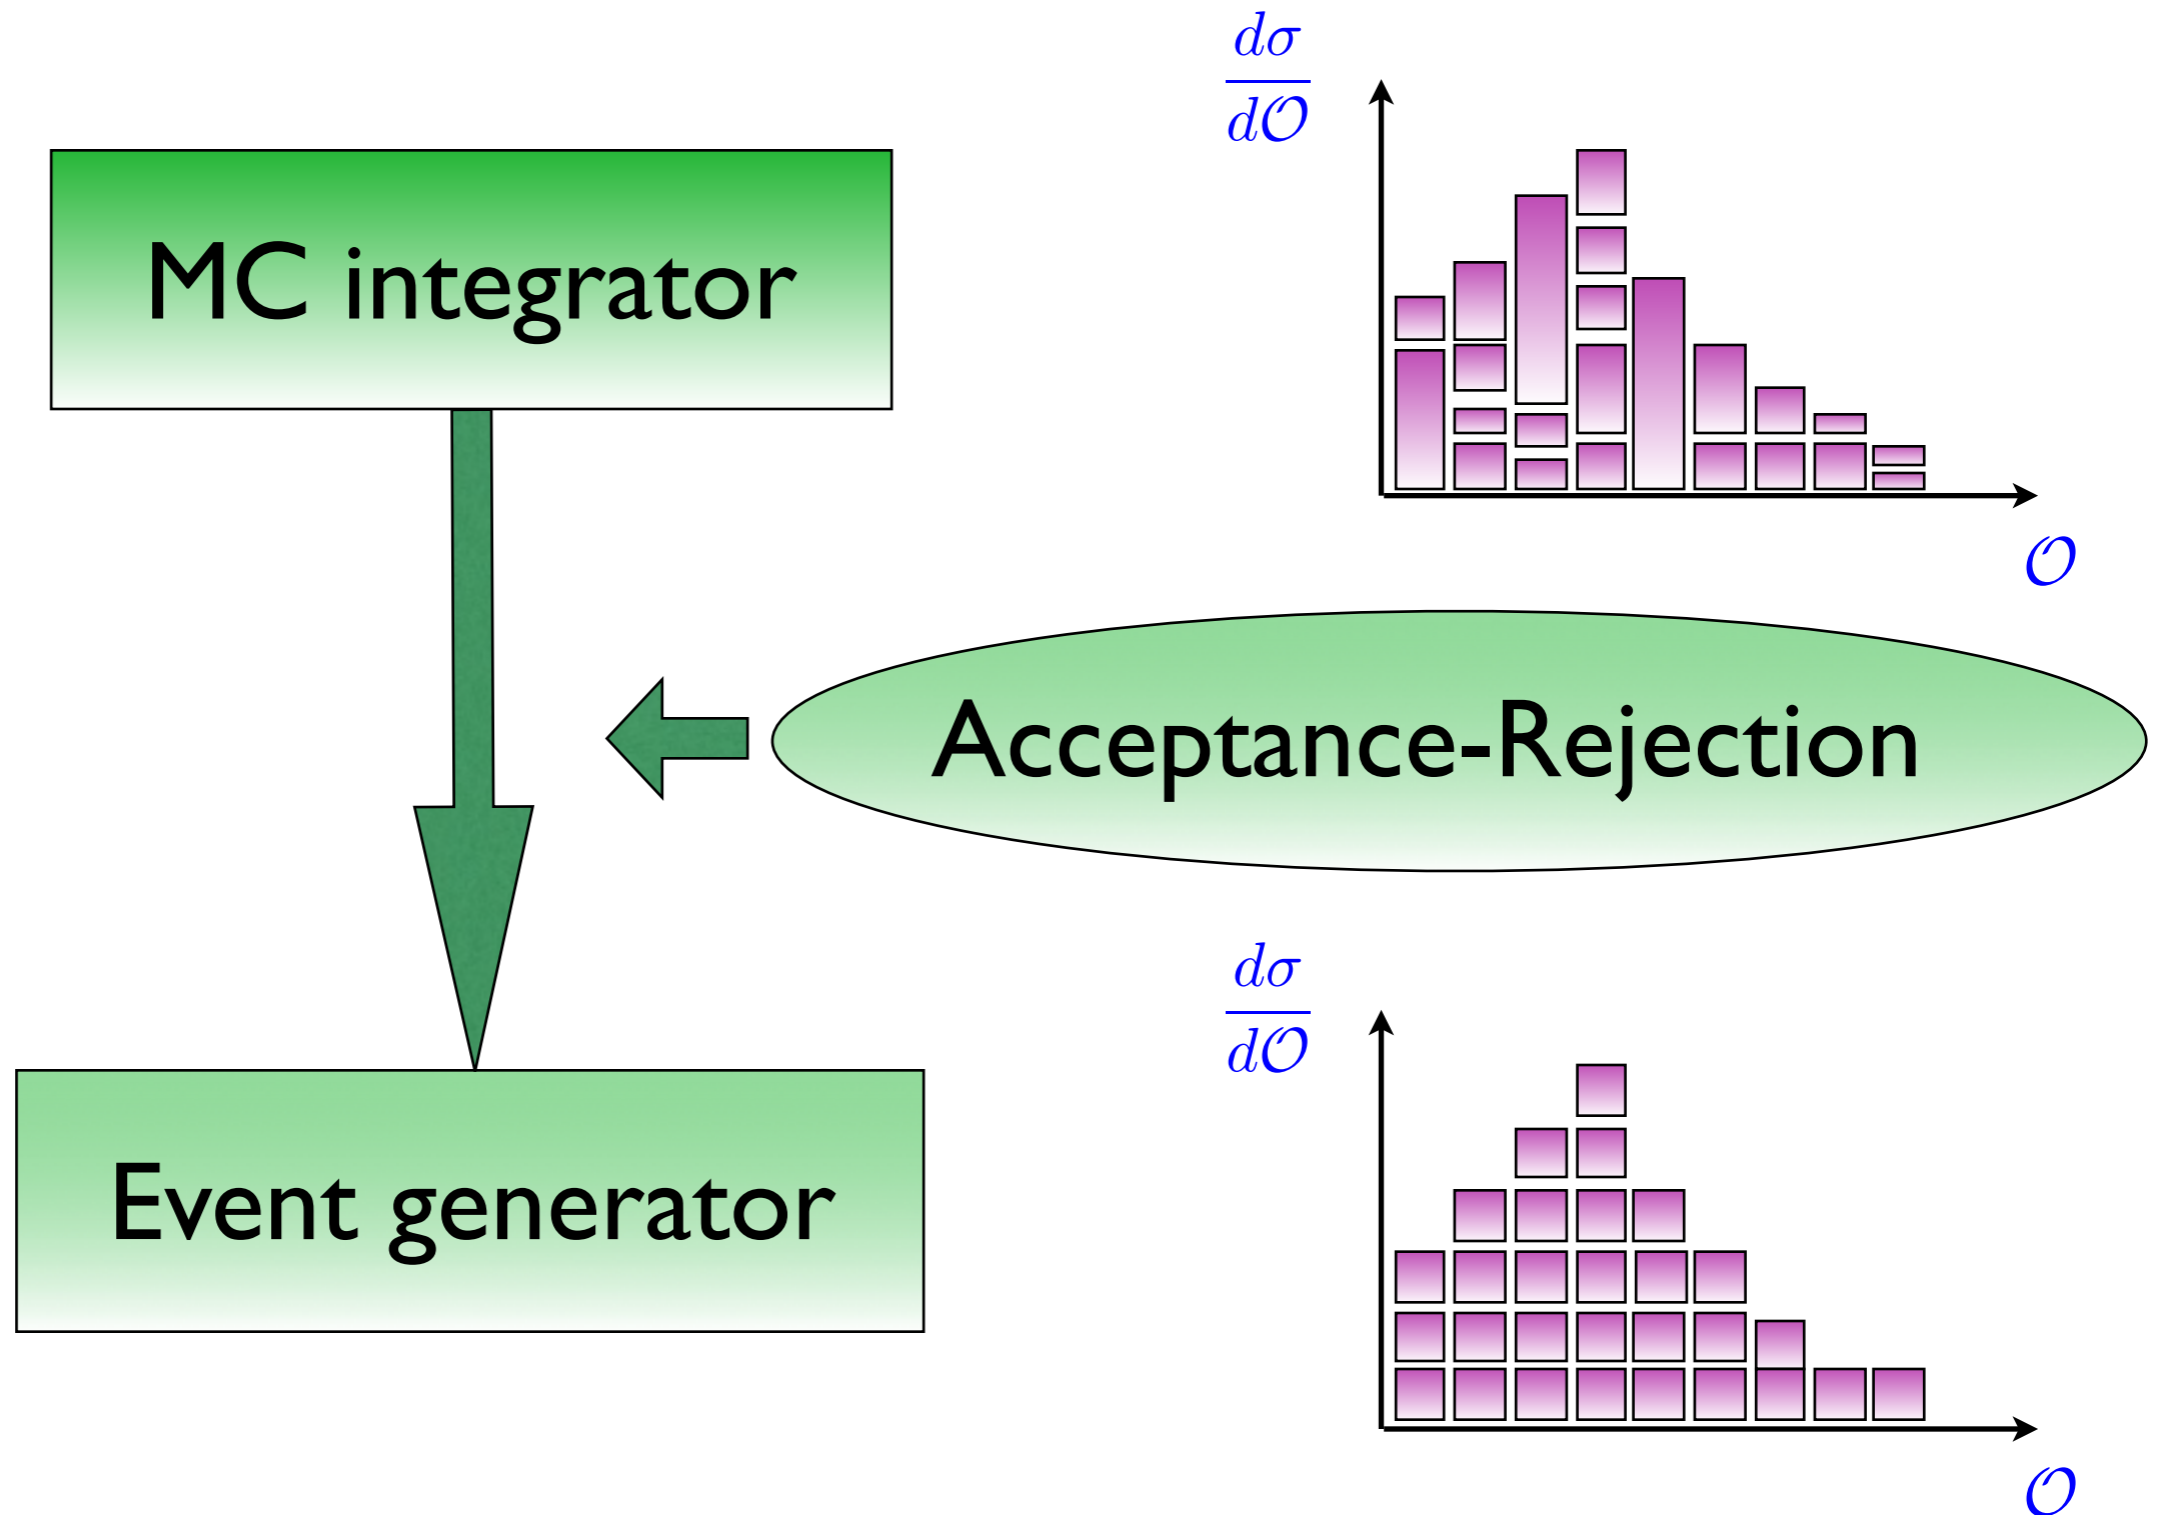 dσ
d𝒪
MC integrator
𝒪
Acceptance-Rejection
dσ
d𝒪
Event generator
𝒪